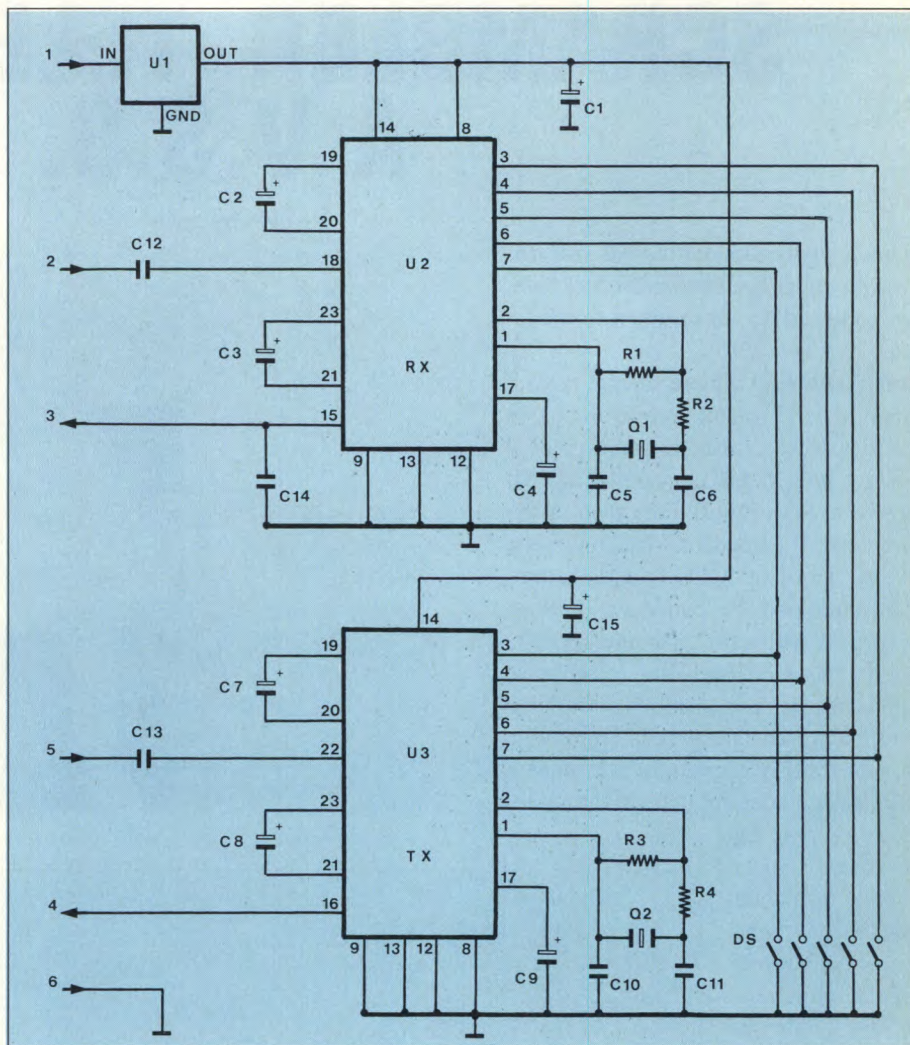 1 IN U1 OUT
GND
+ C1
14 8
19 3
C2 + 4
20 5
2 C12 18 U2 6
7
23 2
C3 + 1 R1
21 RX 17 R2
3 15 Q1
9 13 12 + C4 C5 C6
C14
14 + C15
19 3
C7 + 4
20 5
5 C13 22 U3 6
7
23 2
C8 + 1 R3
21 TX 17 R4
4 16 Q2 DS
9 13 12 8 + C9 C10 C11
6